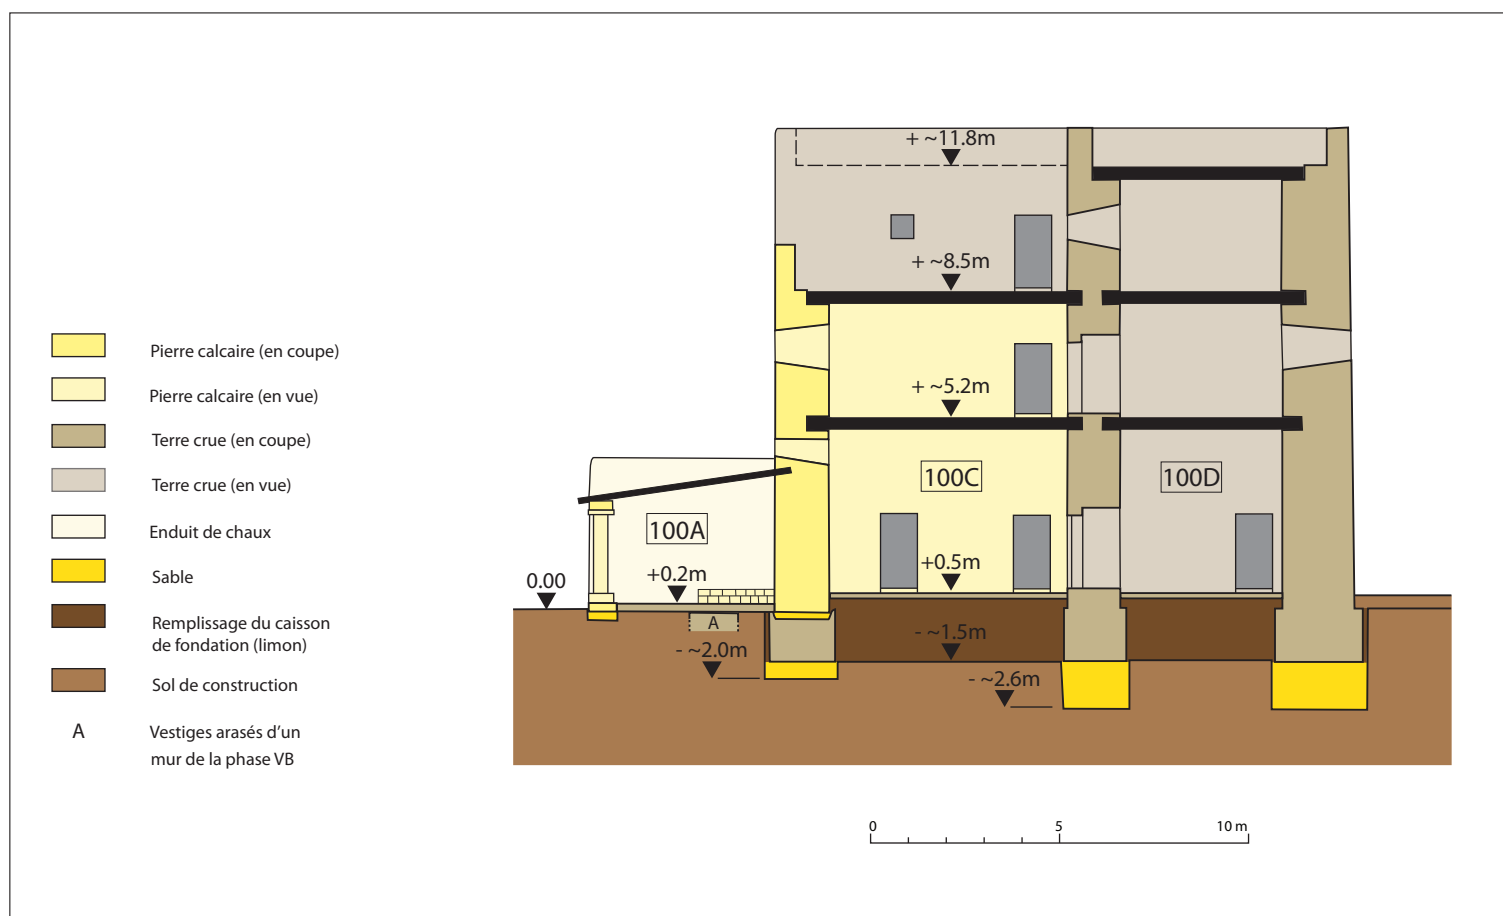 + ~11.8m
+ ~8.5m
+ ~5.2m
100C
100D
100A
+0.5m
+0.2m
0.00
A
- ~1.5m
- ~2.0m
- ~2.6m
Pierre calcaire (en coupe)
Pierre calcaire (en vue)
Terre crue (en coupe)
Terre crue (en vue)
Enduit de chaux
Sable
Remplissage du caisson
de fondation (limon)
Sol de construction
A Vestiges arasés d’un
mur de la phase VB
0 5 10 m